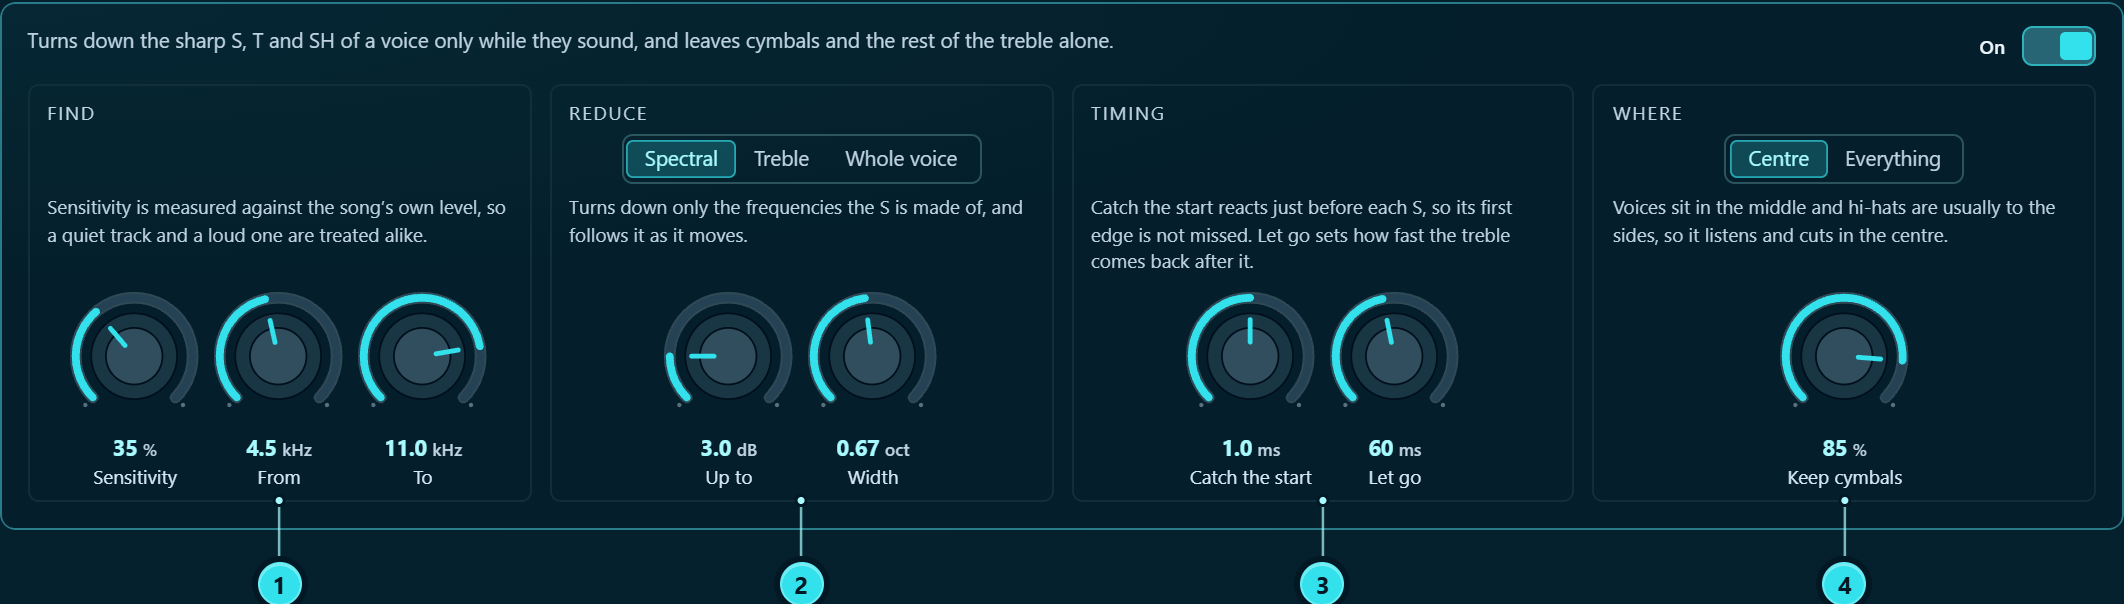 Turns down the sharp S, T and SH of a voice only while they sound, and leaves cymbals and the rest of the treble alone.
On
FIND
Sensitivity is measured against the song’s own level, so
a quiet track and a loud one are treated alike.
35 %
Sensitivity
4.5 kHz
From
11.0 kHz
To
REDUCE
Spectral
Treble
Whole voice
Turns down only the frequencies the S is made of, and
follows it as it moves.
3.0 dB
Up to
0.67 oct
Width
TIMING
Catch the start reacts just before each S, so its first
edge is not missed. Let go sets how fast the treble
comes back after it.
1.0 ms
Catch the start
60 ms
Let go
WHERE
Centre
Everything
Voices sit in the middle and hi-hats are usually to the
sides, so it listens and cuts in the centre.
85 %
Keep cymbals
1
2
3
4